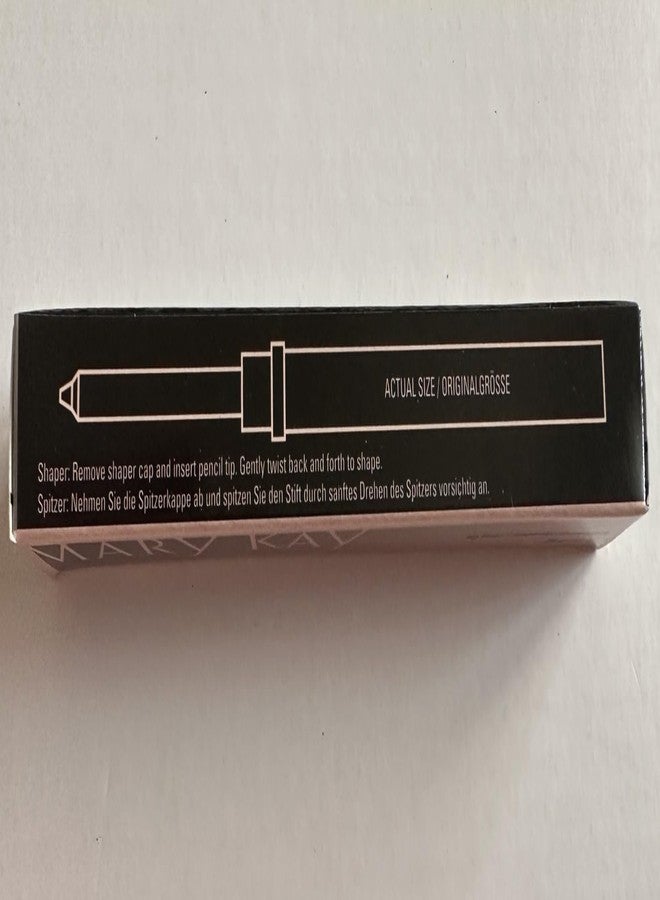 ACTUAL SIZE / ORIGINALGRÖSSE
Shaper: Remove shaper cap and insert pencil tip. Gently twist back and forth to shape.
Spitzer: Nehmen Sie die Spitzerkappe ab und spitzen Sie den Stift durch sanftes Drehen des Spitzers vorsichtig an.
MARY KAY